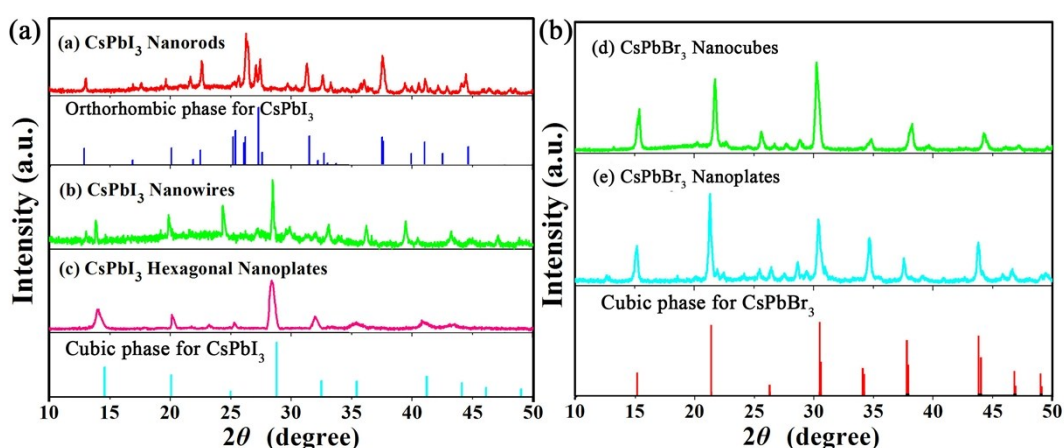 (a)
(a) CsPbI3 Nanorods
Orthorhombic phase for CsPbI3
(b) CsPbI3 Nanowires
(c) CsPbI3 Hexagonal Nanoplates
Cubic phase for CsPbI3
Intensity (a.u.)
10 15 20 25 30 35 40 45 50
2θ (degree)
(b)
(d) CsPbBr3 Nanocubes
(e) CsPbBr3 Nanoplates
Cubic phase for CsPbBr3
Intensity (a.u.)
10 15 20 25 30 35 40 45 50
2θ (degree)